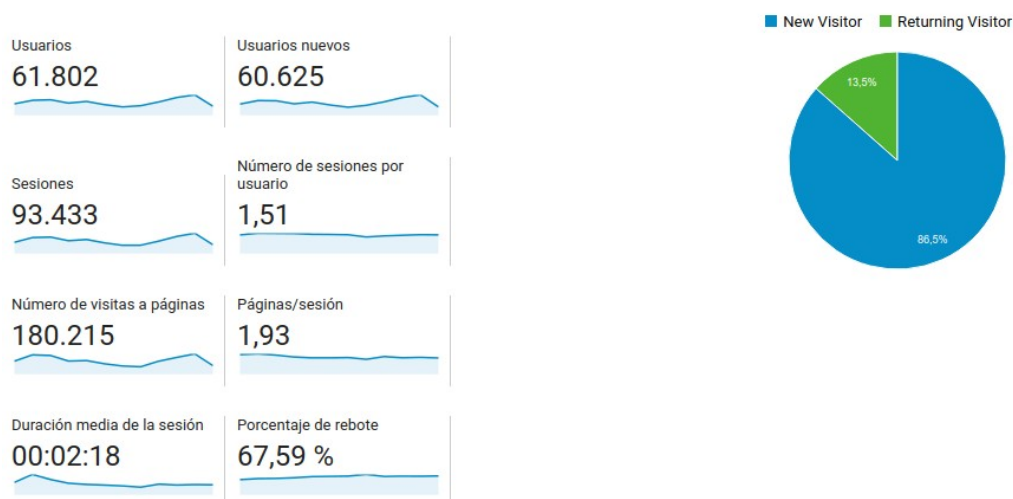 New Visitor
Returning Visitor
Usuarios
61.802
Usuarios nuevos
60.625
13,5%
86,5%
Sesiones
93.433
Número de sesiones por
usuario
1,51
Número de visitas a páginas
180.215
Páginas/sesión
1,93
Duración media de la sesión
00:02:18
Porcentaje de rebote
67,59 %